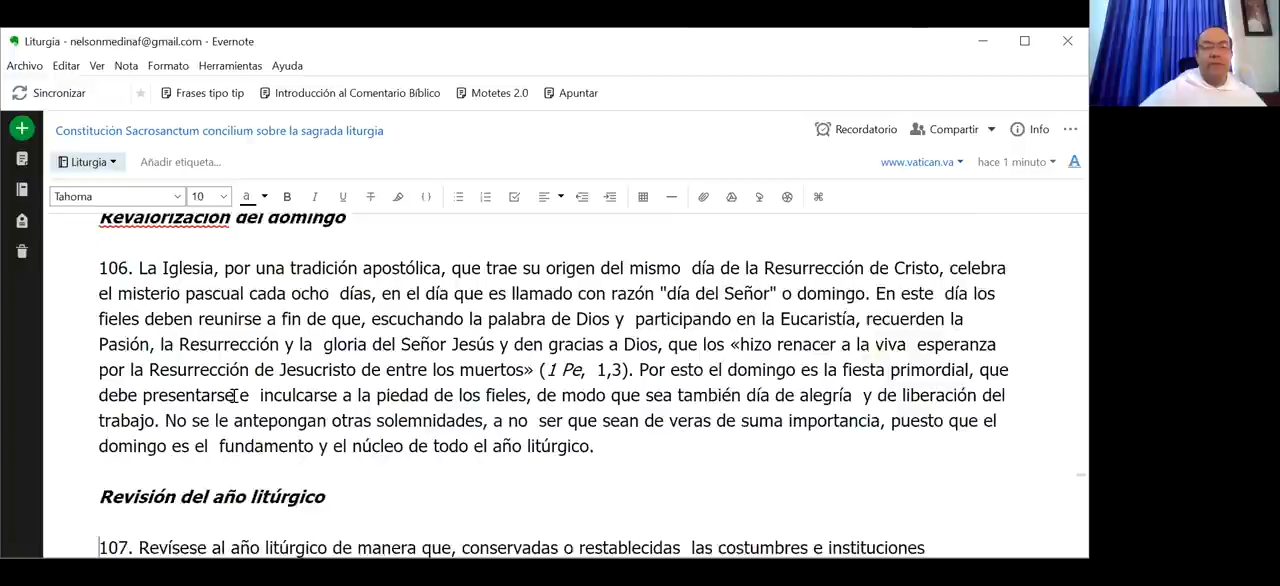 Liturgia - nelsonmedinaf@gmail.com - Evernote
Archivo Editar Ver Nota Formato Herramientas Ayuda
Sincronizar Frases tipo tip Introducción al Comentario Bíblico Motetes 2.0 Apuntar
Constitución Sacrosanctum concilium sobre la sagrada liturgia Recordatorio Compartir Info
Liturgia Añadir etiqueta... www.vatican.va hace 1 minuto
Tahoma 10 a B I U T
Revalorización del domingo
106. La Iglesia, por una tradición apostólica, que trae su origen del mismo día de la Resurrección de Cristo, celebra
el misterio pascual cada ocho días, en el día que es llamado con razón "día del Señor" o domingo. En este día los
fieles deben reunirse a fin de que, escuchando la palabra de Dios y participando en la Eucaristía, recuerden la
Pasión, la Resurrección y la gloria del Señor Jesús y den gracias a Dios, que los «hizo renacer a la viva esperanza
por la Resurrección de Jesucristo de entre los muertos» (1 Pe, 1,3). Por esto el domingo es la fiesta primordial, que
debe presentarse e inculcarse a la piedad de los fieles, de modo que sea también día de alegría y de liberación del
trabajo. No se le antepongan otras solemnidades, a no ser que sean de veras de suma importancia, puesto que el
domingo es el fundamento y el núcleo de todo el año litúrgico.
Revisión del año litúrgico
107. Revísese al año litúrgico de manera que, conservadas o restablecidas las costumbres e instituciones